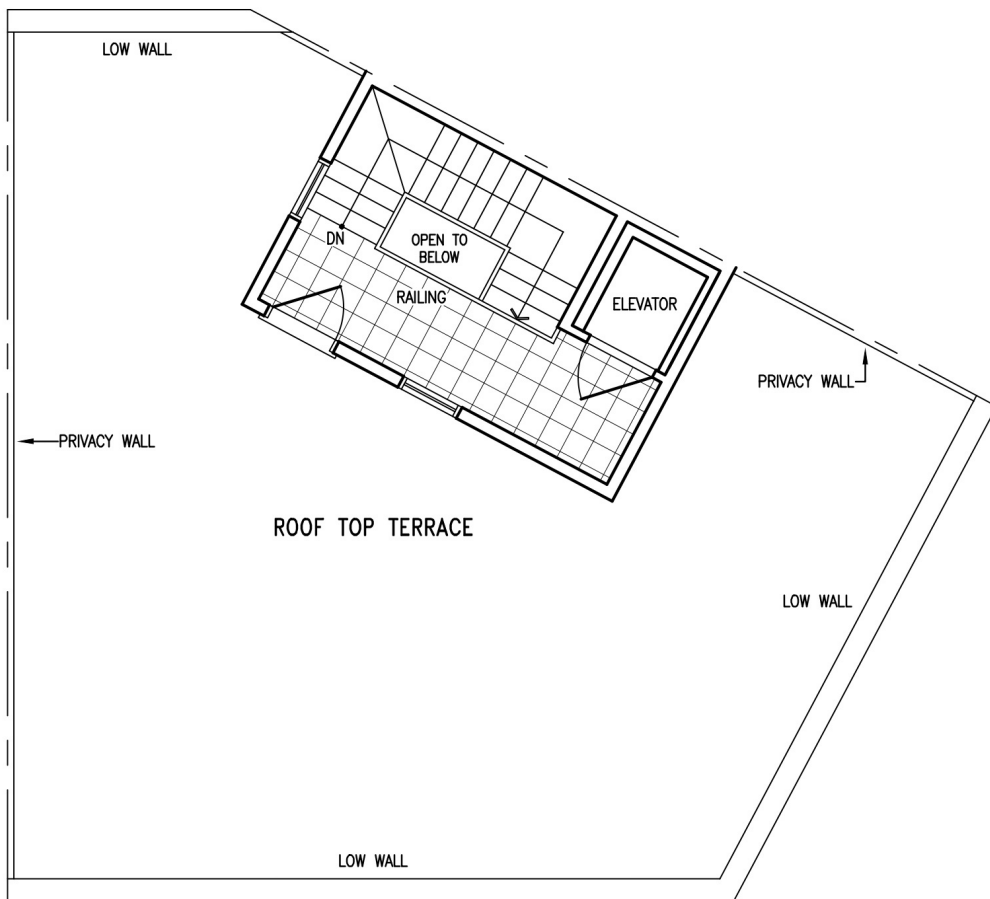 LOW WALL
DN
OPEN TO
BELOW
RAILING
ELEVATOR
PRIVACY WALL
PRIVACY WALL
ROOF TOP TERRACE
LOW WALL
LOW WALL